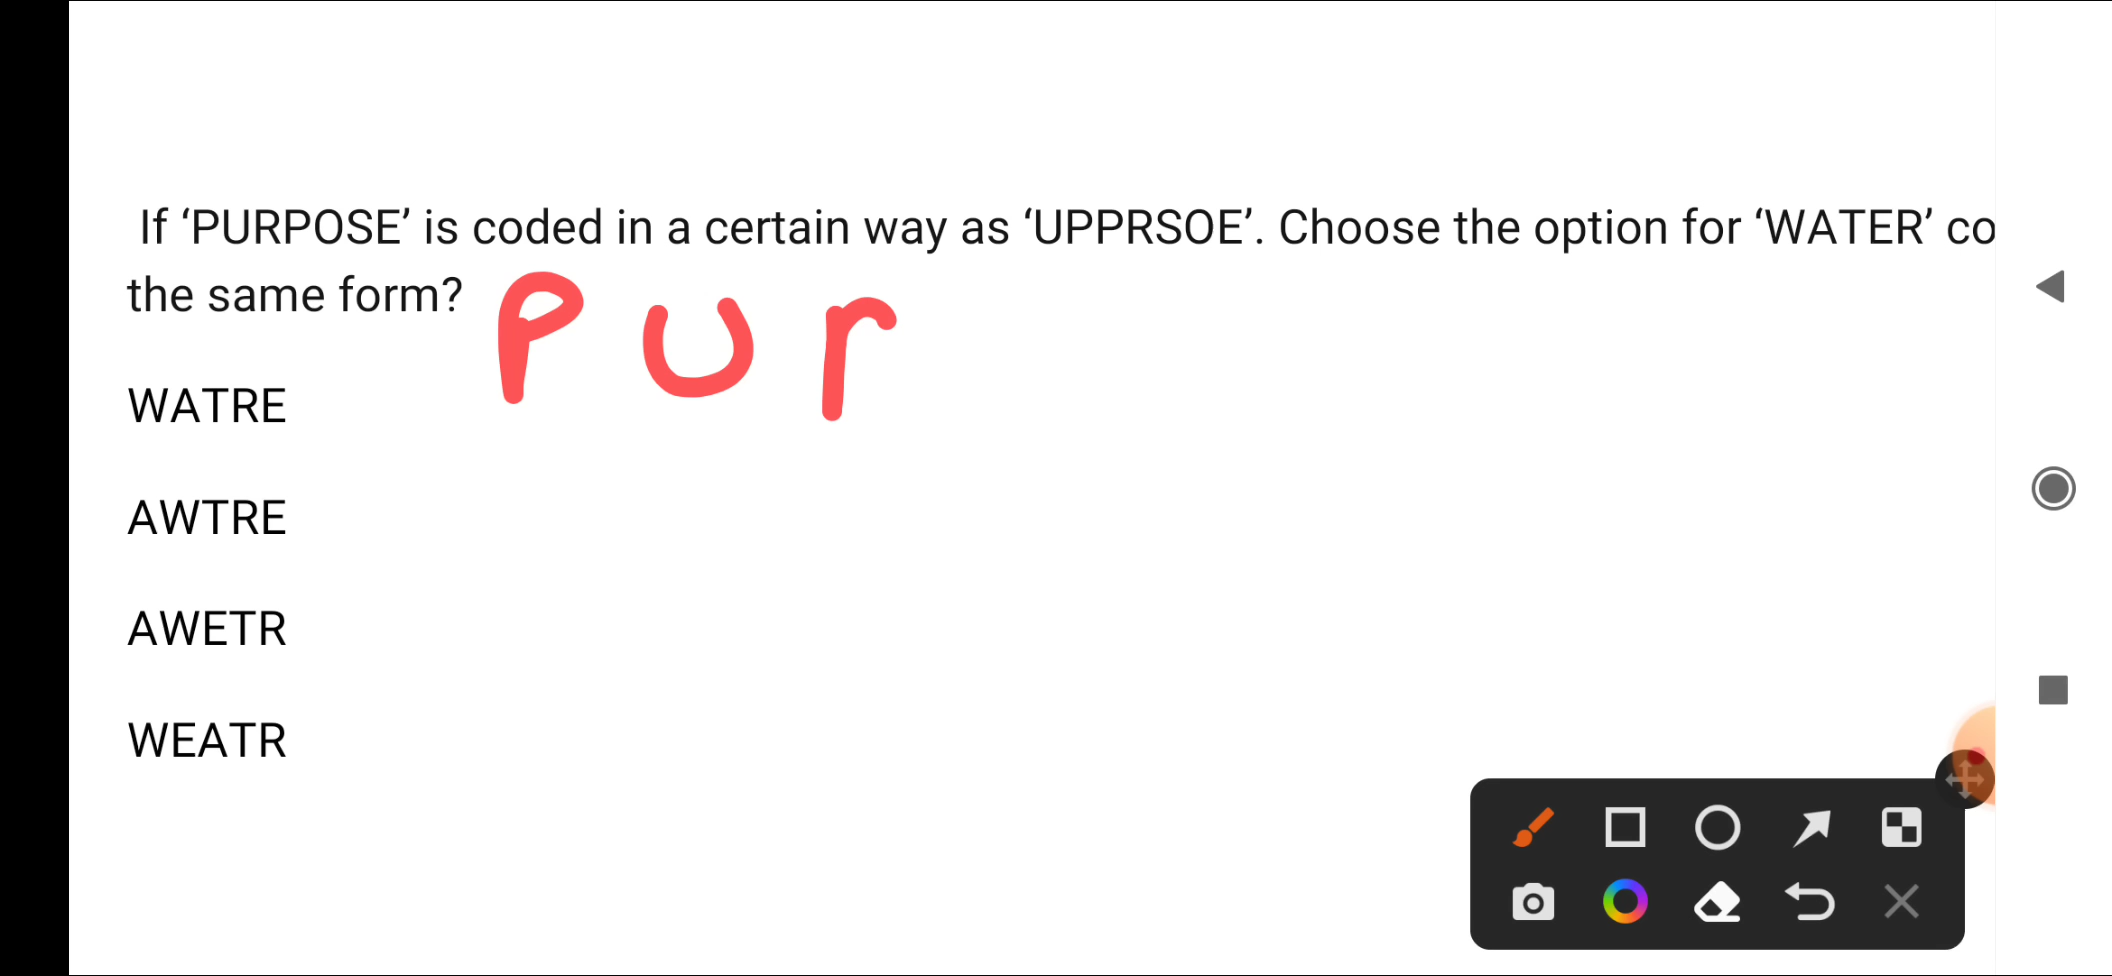 If ‘PURPOSE’ is coded in a certain way as ‘UPPRSOE’. Choose the option for ‘WATER’ co
the same form?
P U r
WATRE
AWTRE
AWETR
WEATR